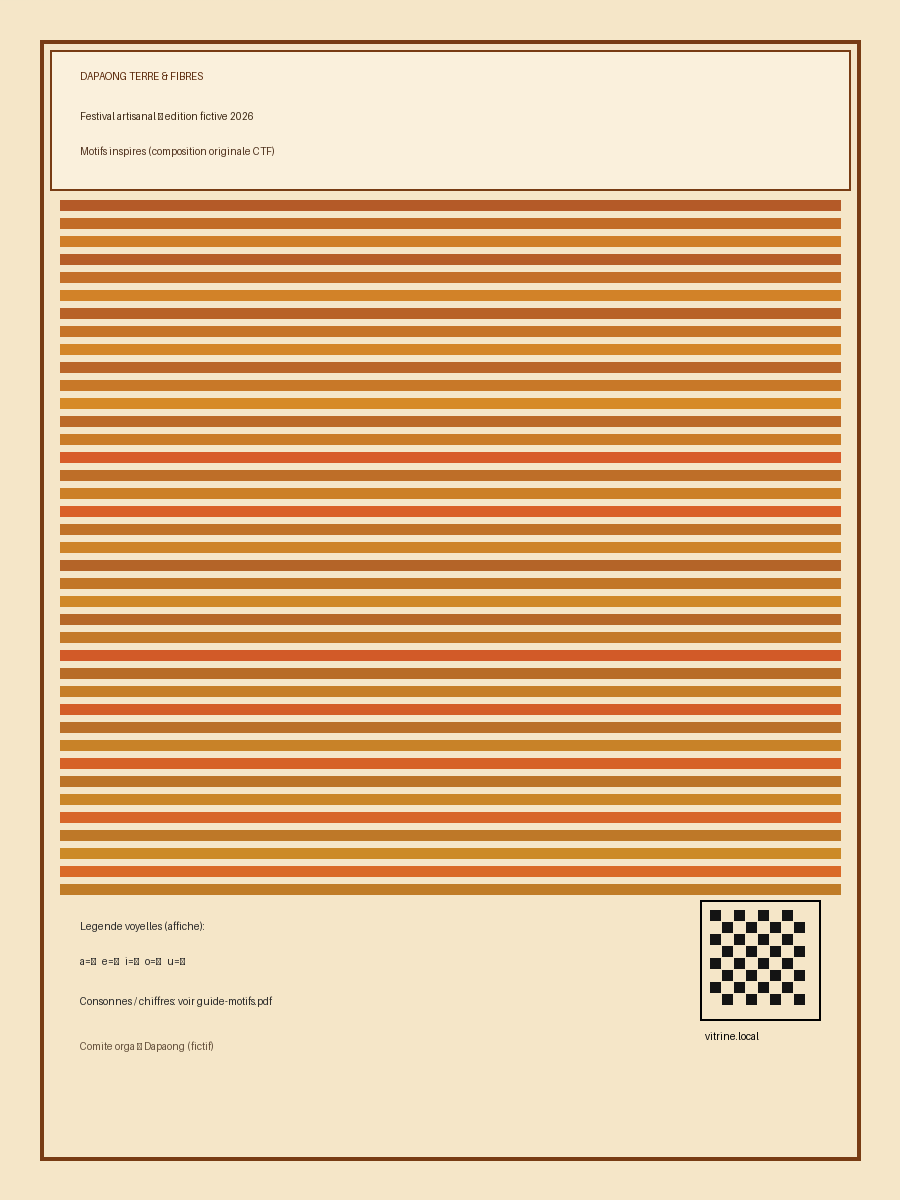 DAPAONG TERRE & FIBRES
Festival artisanal ▯ edition fictive 2026
Motifs inspires (composition originale CTF)
Legende voyelles (affiche):
a=▯ e=▯ i=▯ o=▯ u=▯
Consonnes / chiffres: voir guide-motifs.pdf
vitrine.local
Comite orga ▯ Dapaong (fictif)